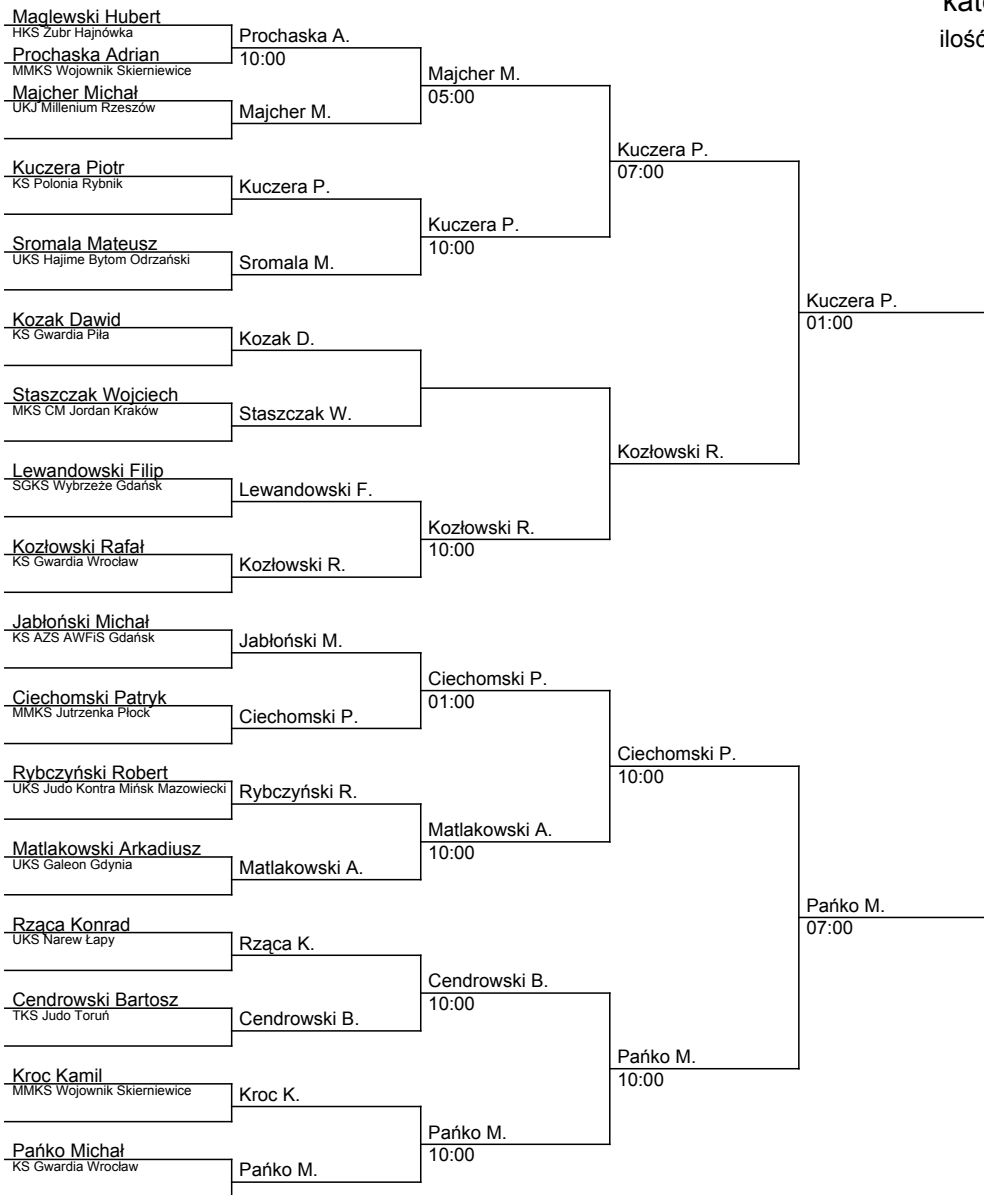 kat
ilość
Maglewski Hubert
HKS Żubr Hajnówka
Prochaska Adrian
MMKS Wojownik Skierniewice
Majcher Michał
UKJ Millenium Rzeszów
Kuczera Piotr
KS Polonia Rybnik
Sromala Mateusz
UKS Hajime Bytom Odrzański
Kozak Dawid
KS Gwardia Piła
Staszczak Wojciech
MKS CM Jordan Kraków
Lewandowski Filip
SGKS Wybrzeże Gdańsk
Kozłowski Rafał
KS Gwardia Wrocław
Jabłoński Michał
KS AZS AWFiS Gdańsk
Ciechomski Patryk
MMKS Jutrzenka Płock
Rybczyński Robert
UKS Judo Kontra Mińsk Mazowiecki
Matlakowski Arkadiusz
UKS Galeon Gdynia
Rząca Konrad
UKS Narew Łapy
Cendrowski Bartosz
TKS Judo Toruń
Kroc Kamil
MMKS Wojownik Skierniewice
Pańko Michał
KS Gwardia Wrocław
Prochaska A.
10:00
Majcher M.
Kuczera P.
Sromala M.
Kozak D.
Staszczak W.
Lewandowski F.
Kozłowski R.
Jabłoński M.
Ciechomski P.
Rybczyński R.
Matlakowski A.
Rząca K.
Cendrowski B.
Kroc K.
Pańko M.
Majcher M.
05:00
Kuczera P.
10:00
Kozłowski R.
10:00
Ciechomski P.
01:00
Matlakowski A.
10:00
Cendrowski B.
10:00
Pańko M.
10:00
Kuczera P.
07:00
Kozłowski R.
Ciechomski P.
10:00
Pańko M.
10:00
Kuczera P.
01:00
Pańko M.
07:00